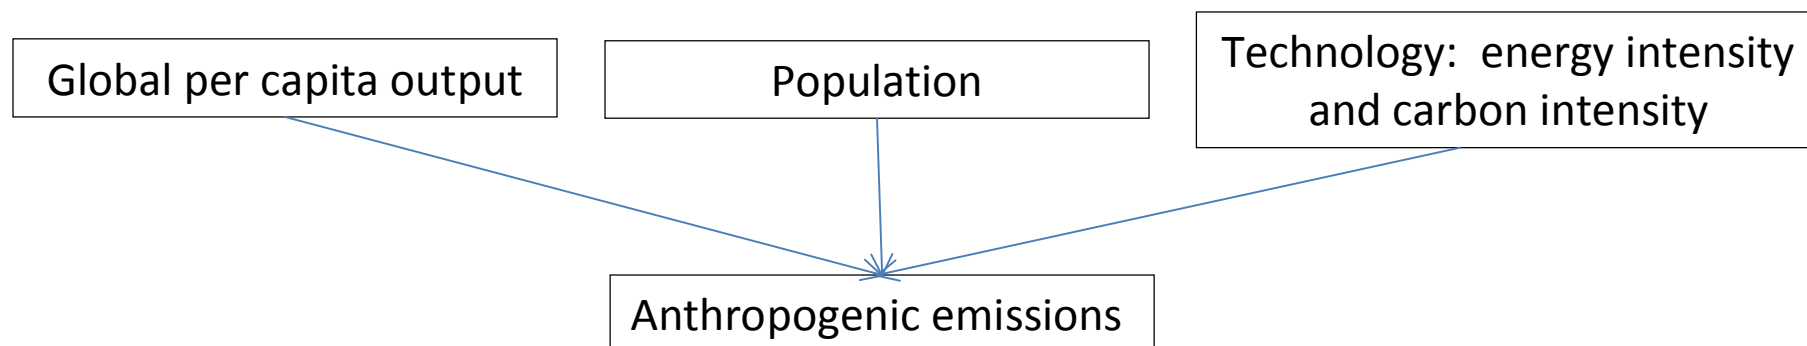 Global per capita output
Population
Technology:  energy intensity
and carbon intensity
Anthropogenic emissions